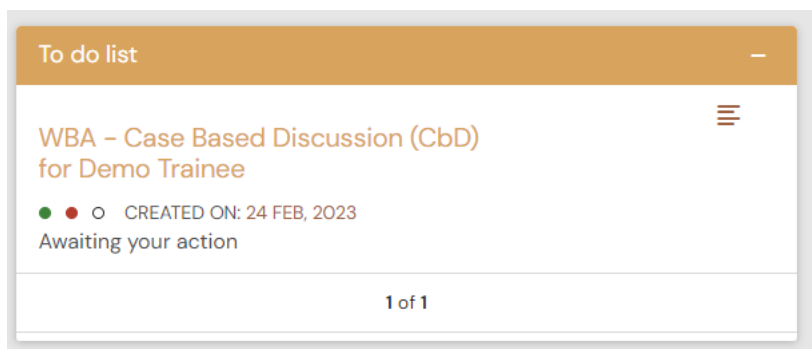 To do list
WBA – Case Based Discussion (CbD)
for Demo Trainee
CREATED ON: 24 FEB, 2023
Awaiting your action
1 of 1